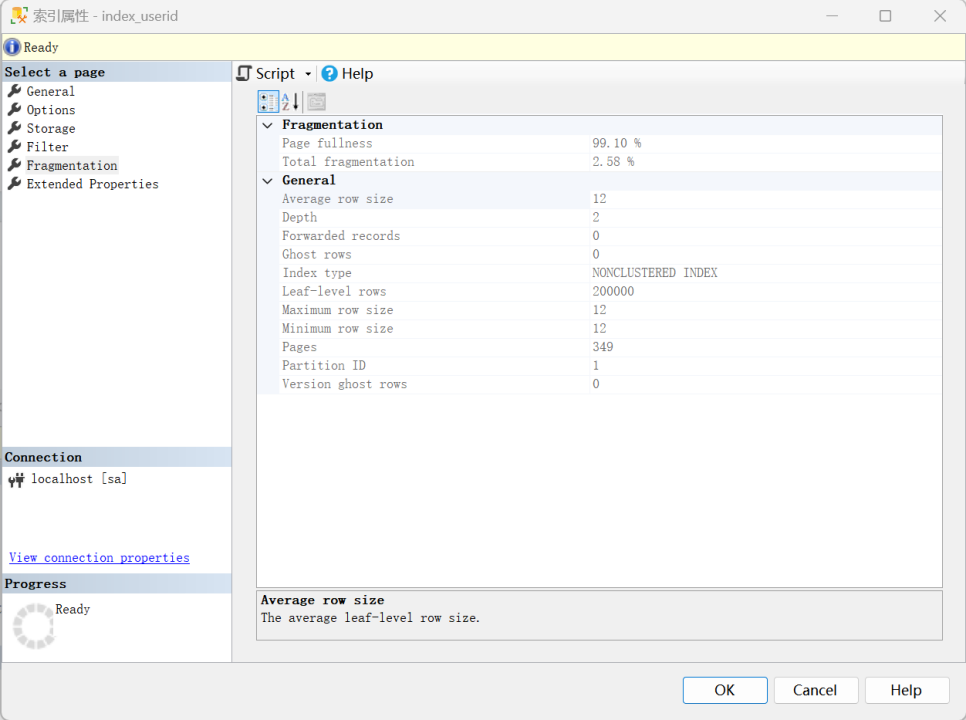 索引属性 - index_userid
Ready
Select a page
General
Options
Storage
Filter
Fragmentation
Extended Properties
Connection
localhost [sa]
View connection properties
Progress
Ready
Script Help
Fragmentation
Page fullness 99.10 %
Total fragmentation 2.58 %
General
Average row size 12
Depth 2
Forwarded records 0
Ghost rows 0
Index type NONCLUSTERED INDEX
Leaf-level rows 200000
Maximum row size 12
Minimum row size 12
Pages 349
Partition ID 1
Version ghost rows 0
Average row size
The average leaf-level row size.
OK Cancel Help